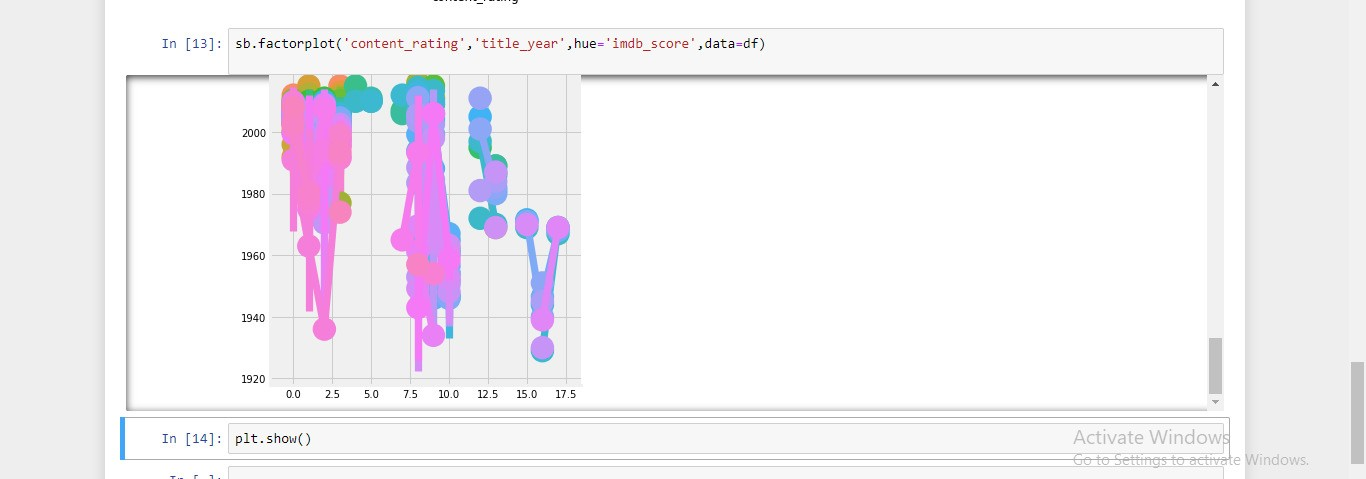 content_rating
In [13]: sb.factorplot('content_rating','title_year',hue='imdb_score',data=df)
2000
1980
1960
1940
1920
0.0 2.5 5.0 7.5 10.0 12.5 15.0 17.5
In [14]: plt.show()
Activate Windows
Go to Settings to activate Windows.
In [ ]: